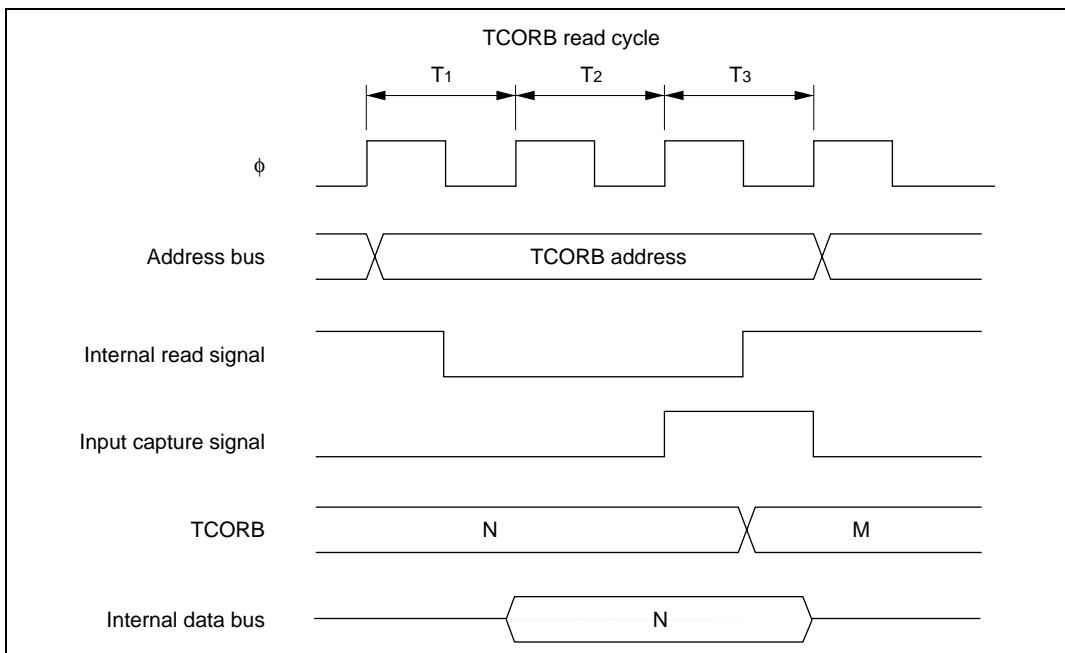 TCORB read cycle
T1 T2 T3
ϕ
Address bus TCORB address
Internal read signal
Input capture signal
TCORB N M
Internal data bus N